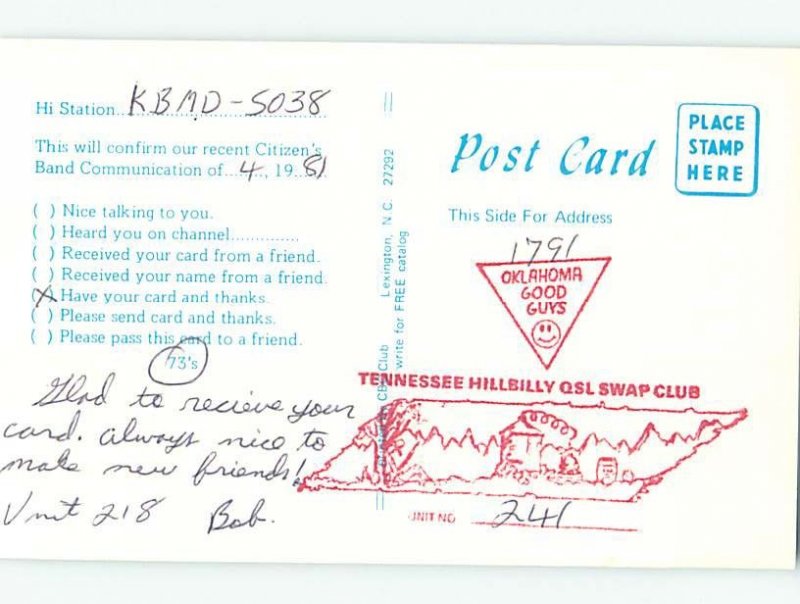 Hi Station KBMD-5038
This will confirm our recent Citizen's
Band Communication of 4, 1981
( ) Nice talking to you.
( ) Heard you on channel..............
( ) Received your card from a friend.
( ) Received your name from a friend.
(X) Have your card and thanks.
( ) Please send card and thanks.
( ) Please pass this card to a friend.
73's
Glad to recieve your
card. always nice to
make new friends!
Unit 218 Bob.
Lexington, N.C. 27292
write for FREE catalog
CB Club
Post Card
PLACE
STAMP
HERE
This Side For Address
1791
OKLAHOMA
GOOD
GUYS
TENNESSEE HILLBILLY QSL SWAP CLUB
UNIT NO 241